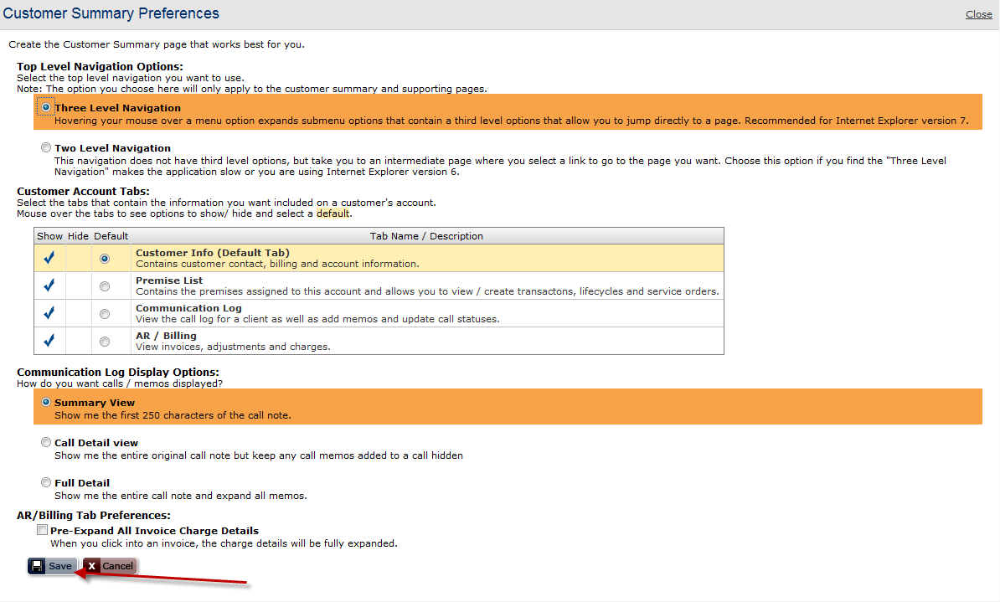 Customer Summary Preferences
Close
Create the Customer Summary page that works best for you.
Top Level Navigation Options:
Select the top level navigation you want to use.
Note: The option you choose here will only apply to the customer summary and supporting pages.
Three Level Navigation
Hovering your mouse over a menu option expands submenu options that contain a third level options that allow you to jump directly to a page. Recommended for Internet Explorer version 7.
Two Level Navigation
This navigation does not have third level options, but take you to an intermediate page where you select a link to go to the page you want. Choose this option if you find the "Three Level
Navigation" makes the application slow or you are using Internet Explorer version 6.
Customer Account Tabs:
Select the tabs that contain the information you want included on a customer's account.
Mouse over the tabs to see options to show/ hide and select a default.
Show Hide Default Tab Name / Description
Customer Info (Default Tab)
Contains customer contact, billing and account information.
Premise List
Contains the premises assigned to this account and allows you to view / create transactons, lifecycles and service orders.
Communication Log
View the call log for a client as well as add memos and update call statuses.
AR / Billing
View invoices, adjustments and charges.
Communication Log Display Options:
How do you want calls / memos displayed?
Summary View
Show me the first 250 characters of the call note.
Call Detail view
Show me the entire original call note but keep any call memos added to a call hidden
Full Detail
Show me the entire call note and expand all memos.
AR/Billing Tab Preferences:
Pre-Expand All Invoice Charge Details
When you click into an invoice, the charge details will be fully expanded.
Save X Cancel